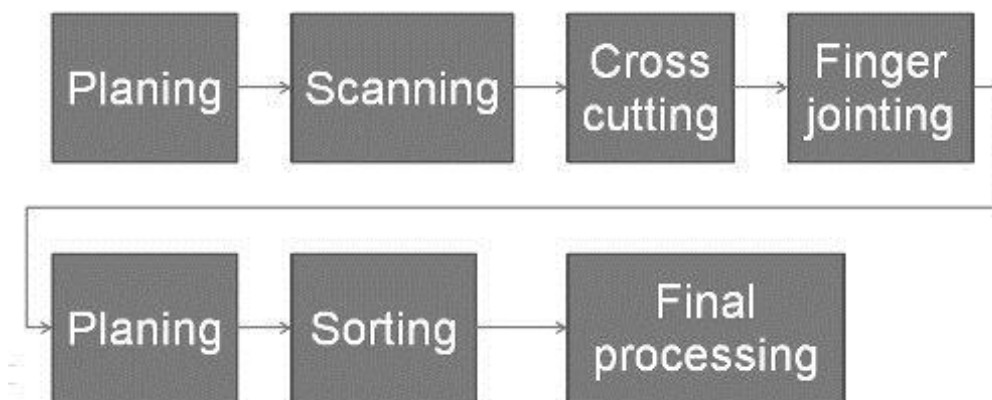 Planing
Scanning
Cross
cutting
Finger
jointing
Planing
Sorting
Final
processing